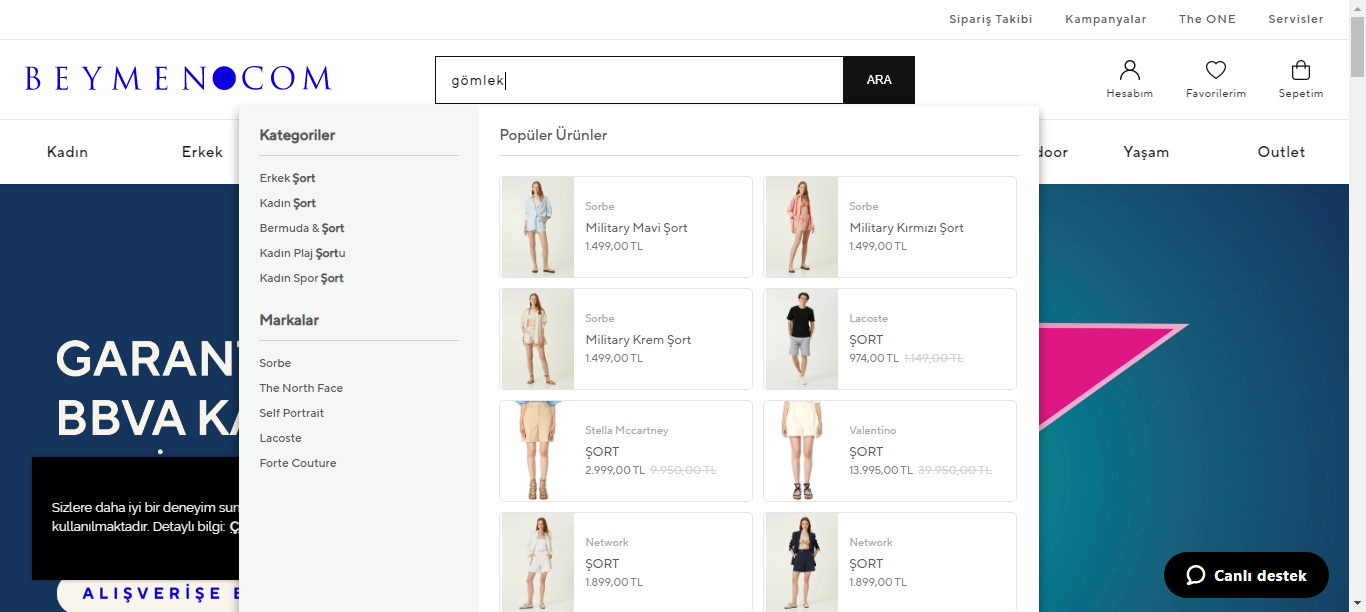 Sipariş Takibi Kampanyalar The ONE Servisler
BEYMEN COM
gömlek
ARA
Hesabım Favorilerim Sepetim
Kadın Erkek door Yaşam Outlet
Kategoriler
Erkek Şort
Kadın Şort
Bermuda & Şort
Kadın Plaj Şortu
Kadın Spor Şort
Markalar
Sorbe
The North Face
Self Portrait
Lacoste
Forte Couture
Popüler Ürünler
Sorbe
Military Mavi Şort
1.499,00 TL
Sorbe
Military Kırmızı Şort
1.499,00 TL
Sorbe
Military Krem Şort
1.499,00 TL
Lacoste
ŞORT
974,00 TL 1.149,00 TL
Stella Mccartney
ŞORT
2.999,00 TL 9.950,00 TL
Valentino
ŞORT
13.995,00 TL 39.950,00 TL
Network
ŞORT
1.899,00 TL
Network
ŞORT
1.899,00 TL
GARANT
BBVA KA
Sizlere daha iyi bir deneyim sun
kullanılmaktadır. Detaylı bilgi: Ç
ALIŞVERİŞE
Canlı destek